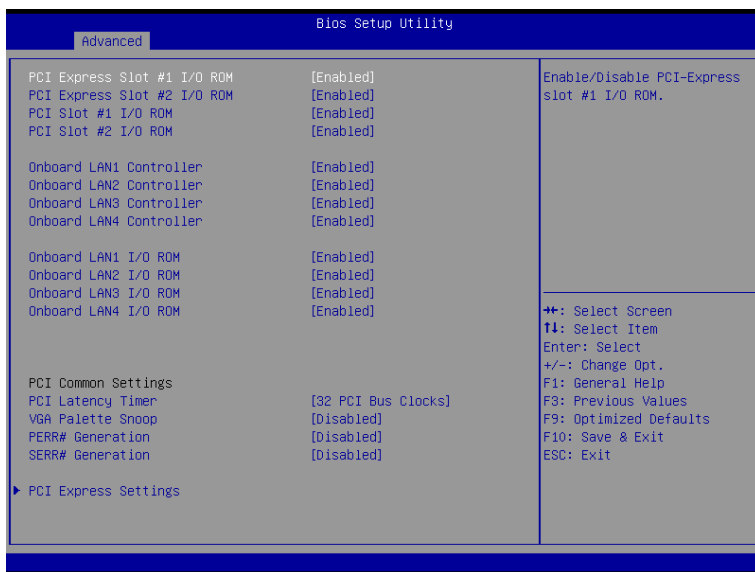 Bios Setup Utility
Advanced
PCI Express Slot #1 I/O ROM [Enabled]
PCI Express Slot #2 I/O ROM [Enabled]
PCI Slot #1 I/O ROM [Enabled]
PCI Slot #2 I/O ROM [Enabled]
Onboard LAN1 Controller [Enabled]
Onboard LAN2 Controller [Enabled]
Onboard LAN3 Controller [Enabled]
Onboard LAN4 Controller [Enabled]
Onboard LAN1 I/O ROM [Enabled]
Onboard LAN2 I/O ROM [Enabled]
Onboard LAN3 I/O ROM [Enabled]
Onboard LAN4 I/O ROM [Enabled]
PCI Common Settings
PCI Latency Timer [32 PCI Bus Clocks]
VGA Palette Snoop [Disabled]
PERR# Generation [Disabled]
SERR# Generation [Disabled]
PCI Express Settings
Enable/Disable PCI-Express
slot #1 I/O ROM.
→←: Select Screen
↑↓: Select Item
Enter: Select
+/-: Change Opt.
F1: General Help
F3: Previous Values
F9: Optimized Defaults
F10: Save & Exit
ESC: Exit